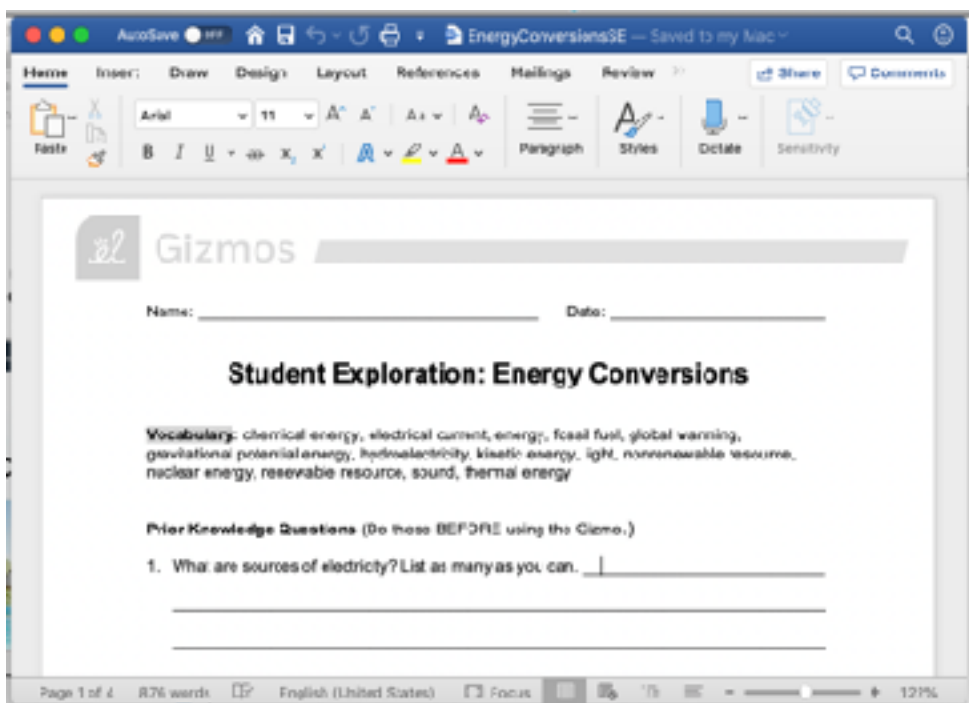 AutoSave OFF EnergyConversionsSE — Saved to my Mac
Home Insert Draw Design Layout References Mailings Review Share Comments
Paste Arial 11 Paragraph Styles Dictate Sensitivity
Gizmos
Name: Date:
Student Exploration: Energy Conversions
Vocabulary: chemical energy, electrical current, energy, fossil fuel, global warming,
gravitational potential energy, hydroelectricity, kinetic energy, light, nonrenewable resource,
nuclear energy, renewable resource, sound, thermal energy
Prior Knowledge Questions (Do these BEFORE using the Gizmo.)
1. What are sources of electricty? List as many as you can.
Page 1 of 4 876 words English (United States) Focus 121%